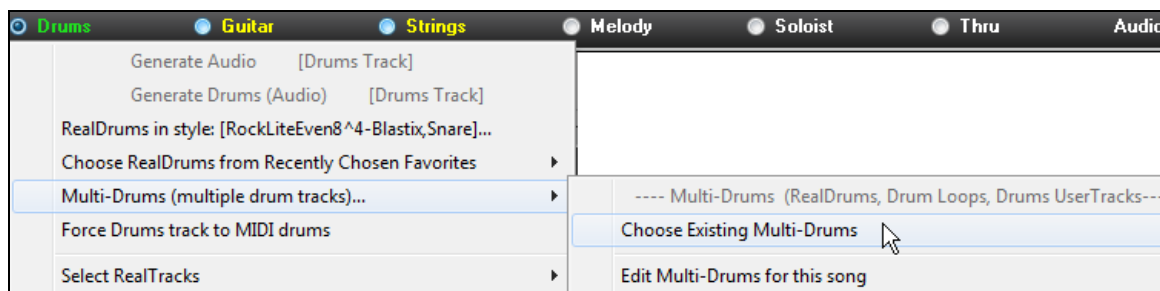 Drums Guitar Strings Melody Soloist Thru Audio
Generate Audio [Drums Track]
Generate Drums (Audio) [Drums Track]
RealDrums in style: [RockLiteEven8^4-Blastix,Snare]...
Choose RealDrums from Recently Chosen Favorites
Multi-Drums (multiple drum tracks)...
Force Drums track to MIDI drums
Select RealTracks
---- Multi-Drums (RealDrums, Drum Loops, Drums UserTracks---
Choose Existing Multi-Drums
Edit Multi-Drums for this song